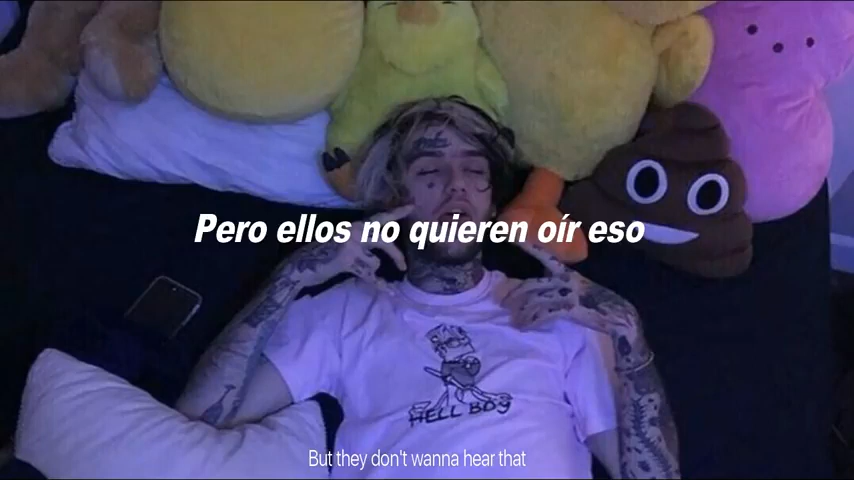 Pero ellos no quieren oír eso
HELL BOY
But they don't wanna hear that